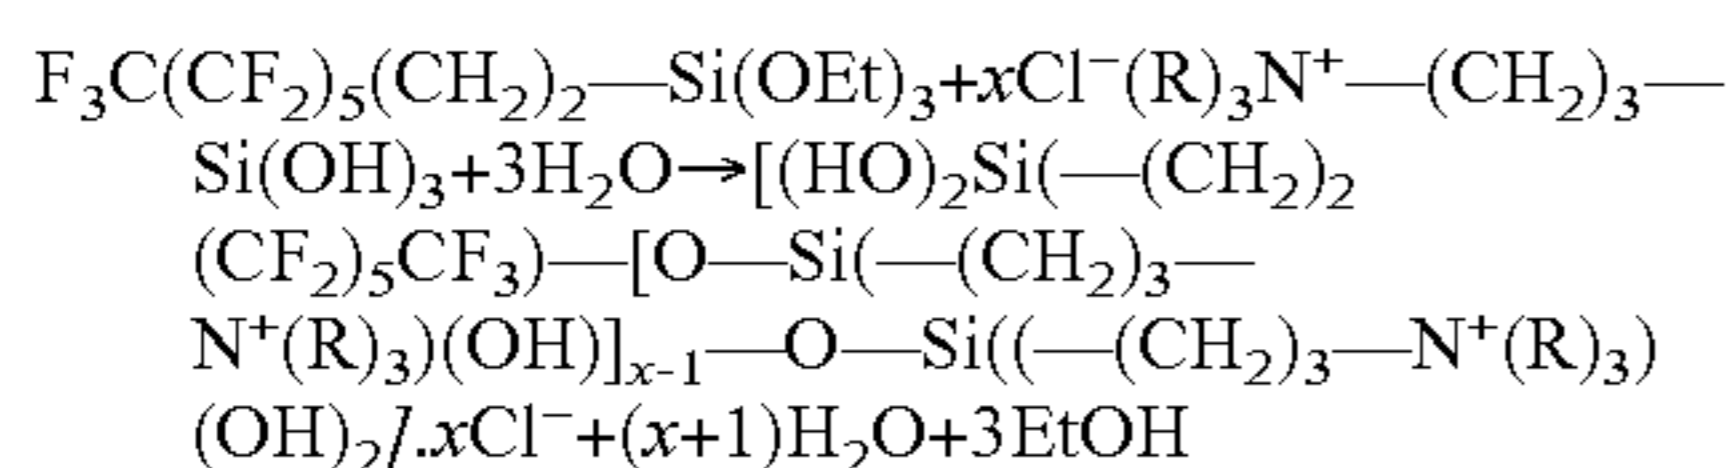 F₃C(CF₂)₅(CH₂)₂—Si(OEt)₃+xCl⁻(R)₃N⁺—(CH₂)₃—
Si(OH)₃+3H₂O→[(HO)₂Si(—(CH₂)₂
(CF₂)₅CF₃)—[O—Si(—(CH₂)₃—
N⁺(R)₃)(OH)]ₓ₋₁—O—Si((—(CH₂)₃—N⁺(R)₃)
(OH)₂/.xCl⁻+(x+1)H₂O+3EtOH